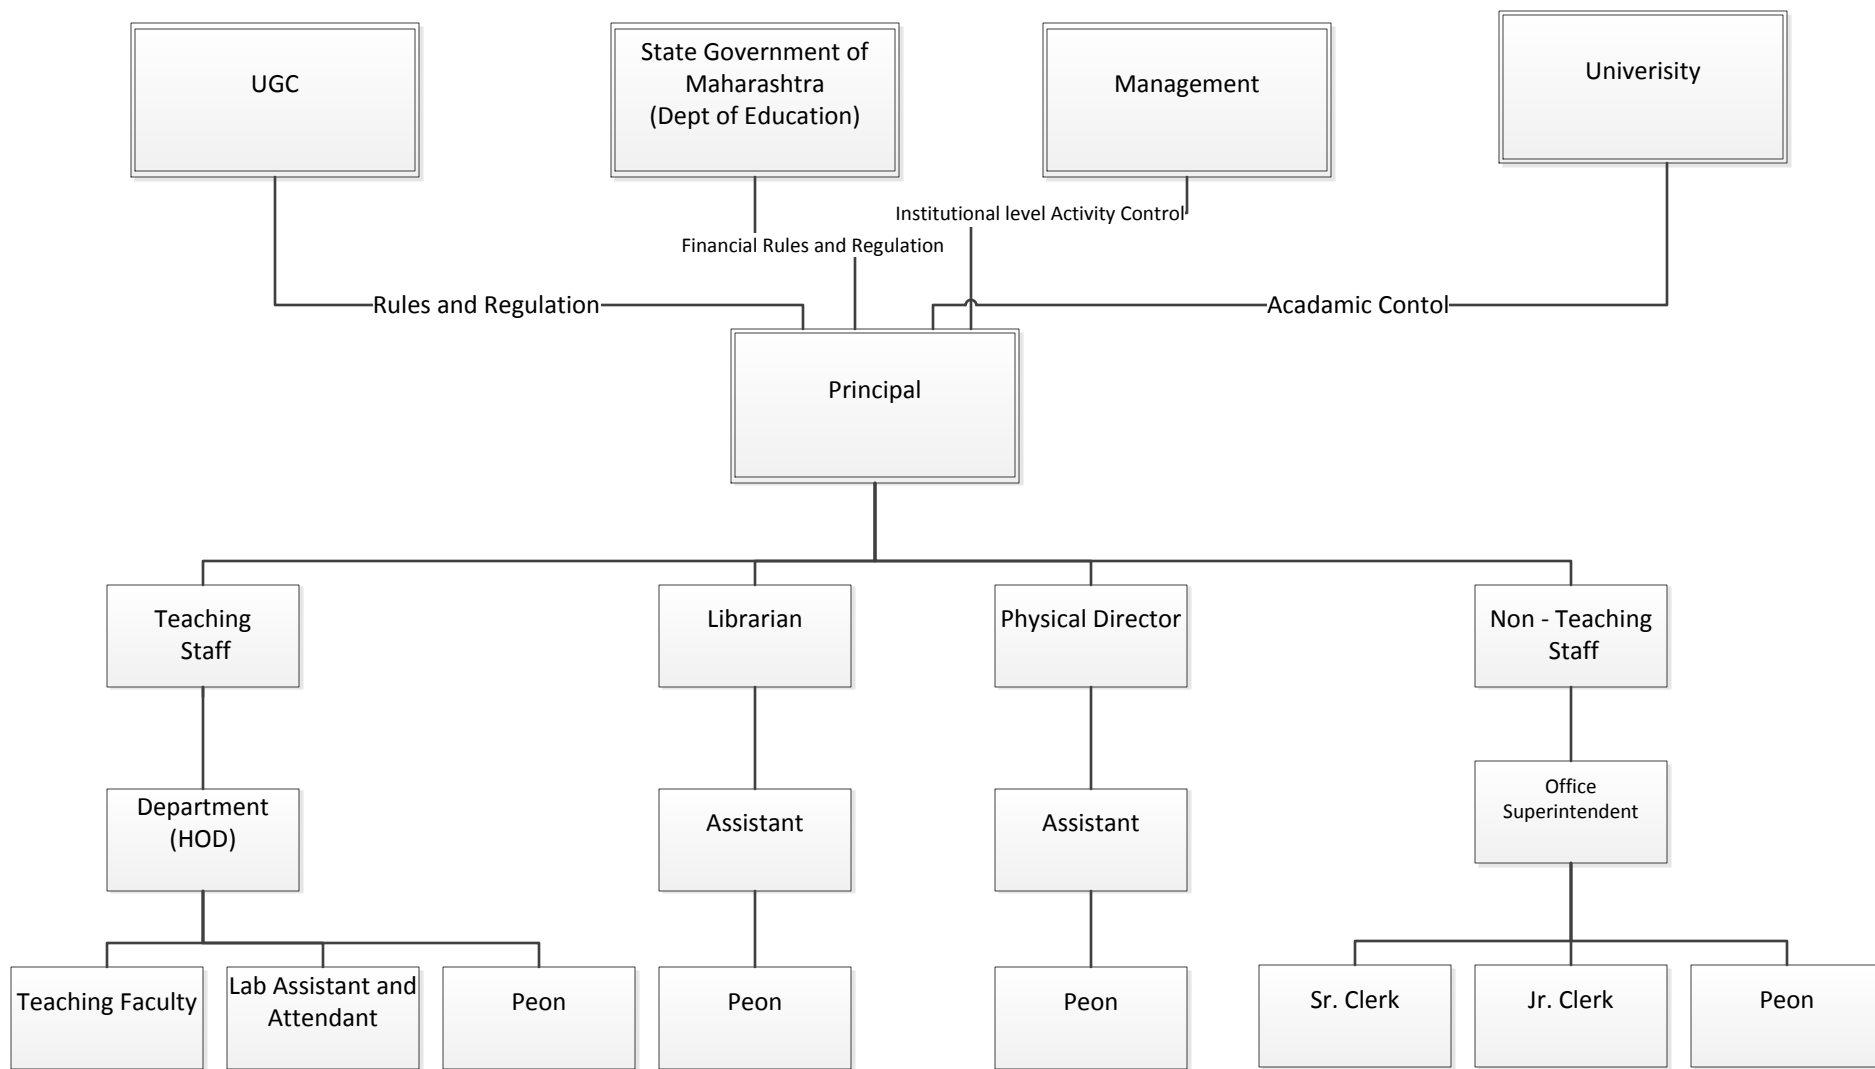 UGC
State Government of
Maharashtra
(Dept of Education)
Management
Univerisity
Institutional level Activity Control
Financial Rules and Regulation
Rules and Regulation
Acadamic Contol
Principal
Teaching
Staff
Librarian
Physical Director
Non - Teaching
Staff
Department
(HOD)
Assistant
Assistant
Office
Superintendent
Teaching Faculty
Lab Assistant and
Attendant
Peon
Peon
Peon
Sr. Clerk
Jr. Clerk
Peon